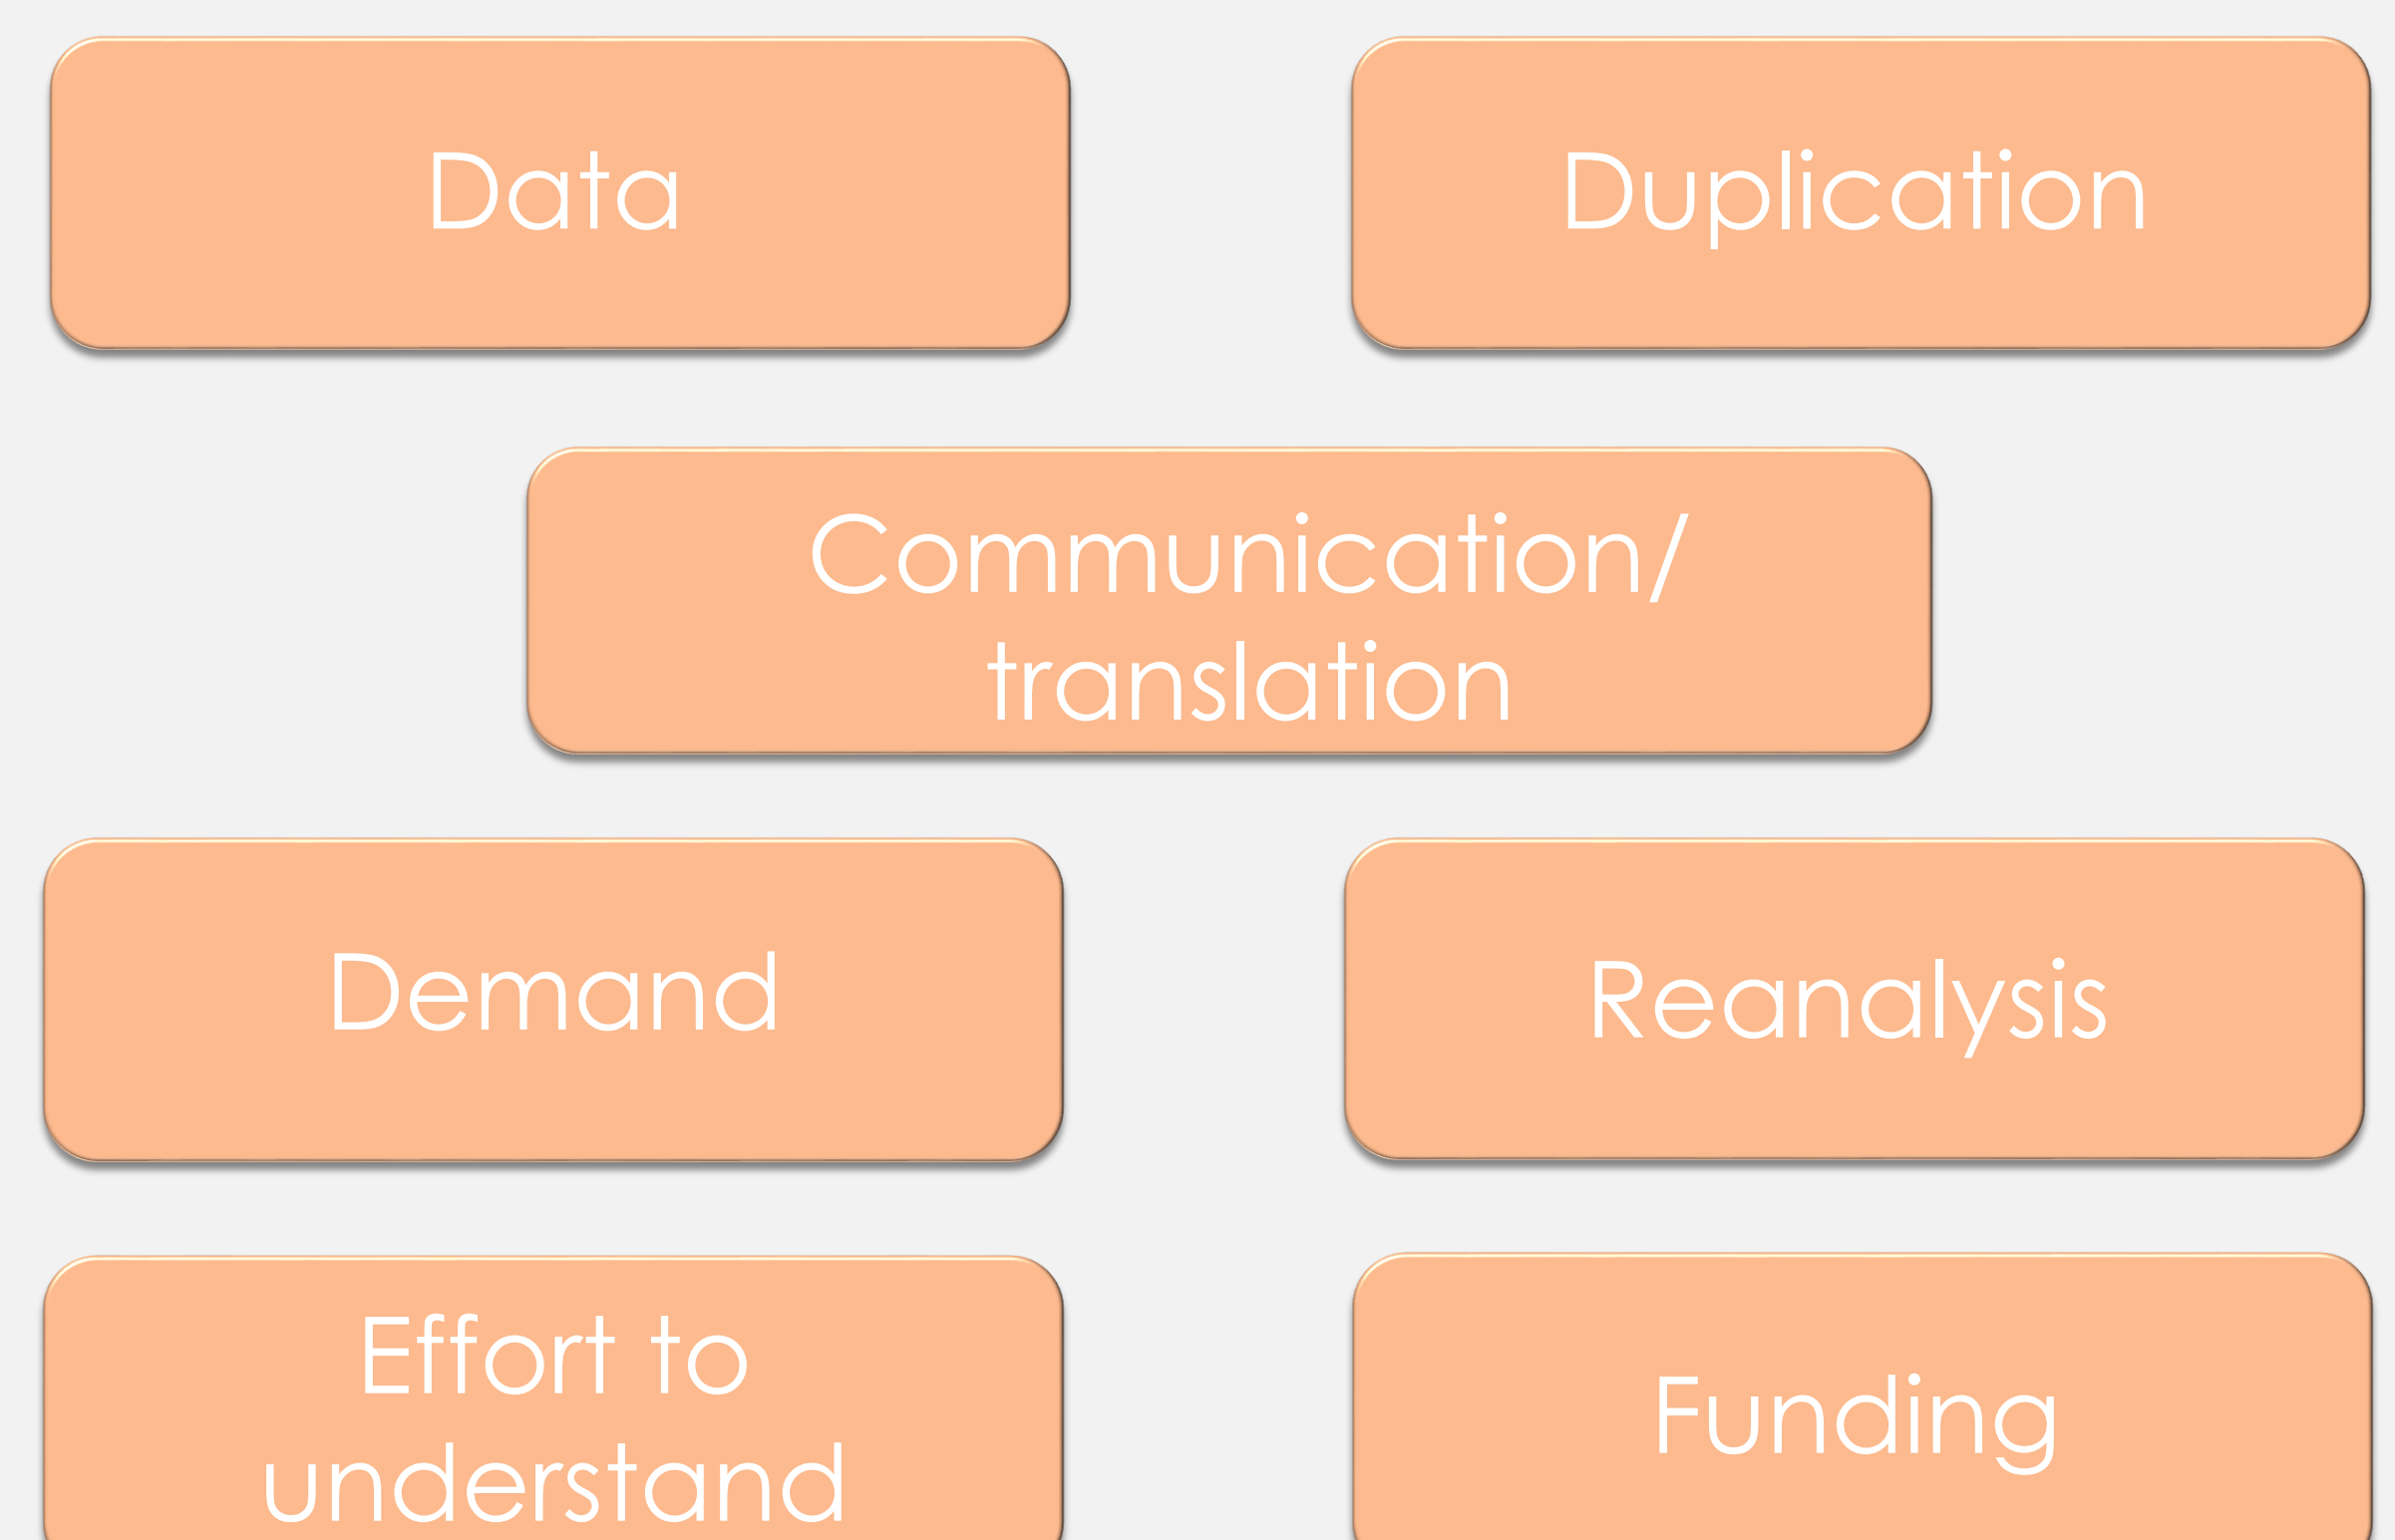 Data
Duplication
Communication/
translation
Demand
Reanalysis
Effort to
understand
Funding